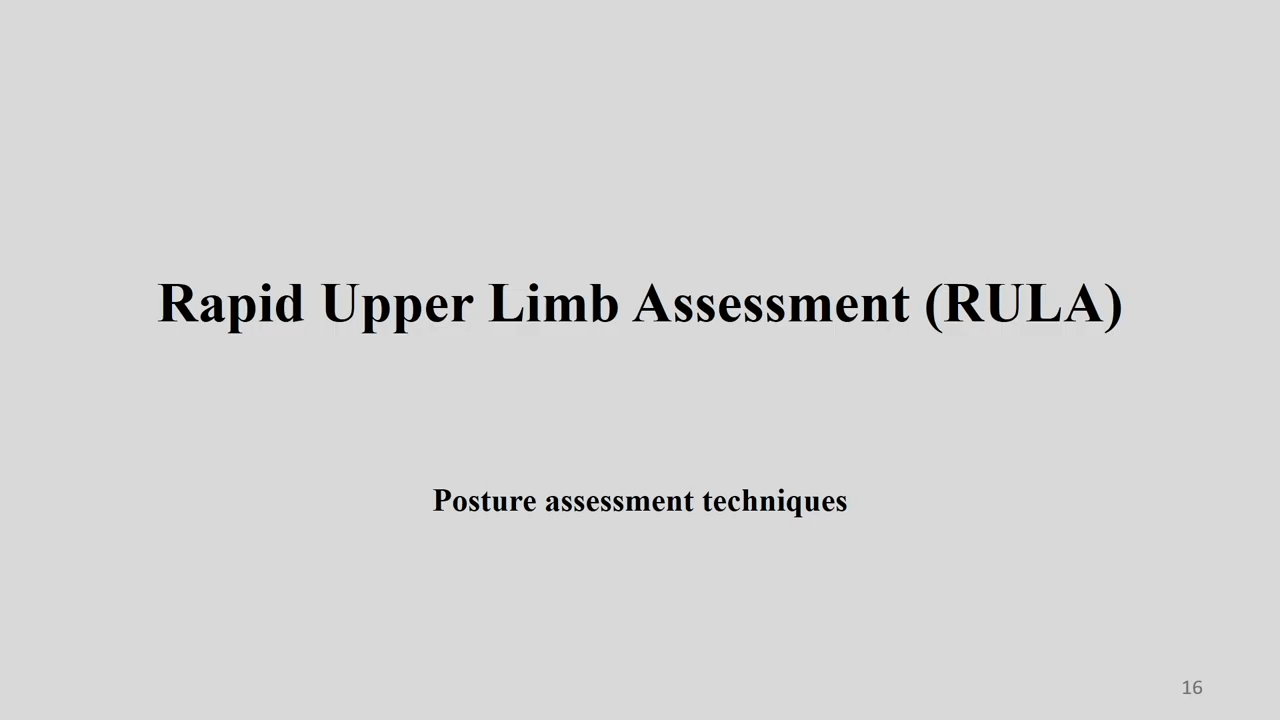 Rapid Upper Limb Assessment (RULA)
Posture assessment techniques
16